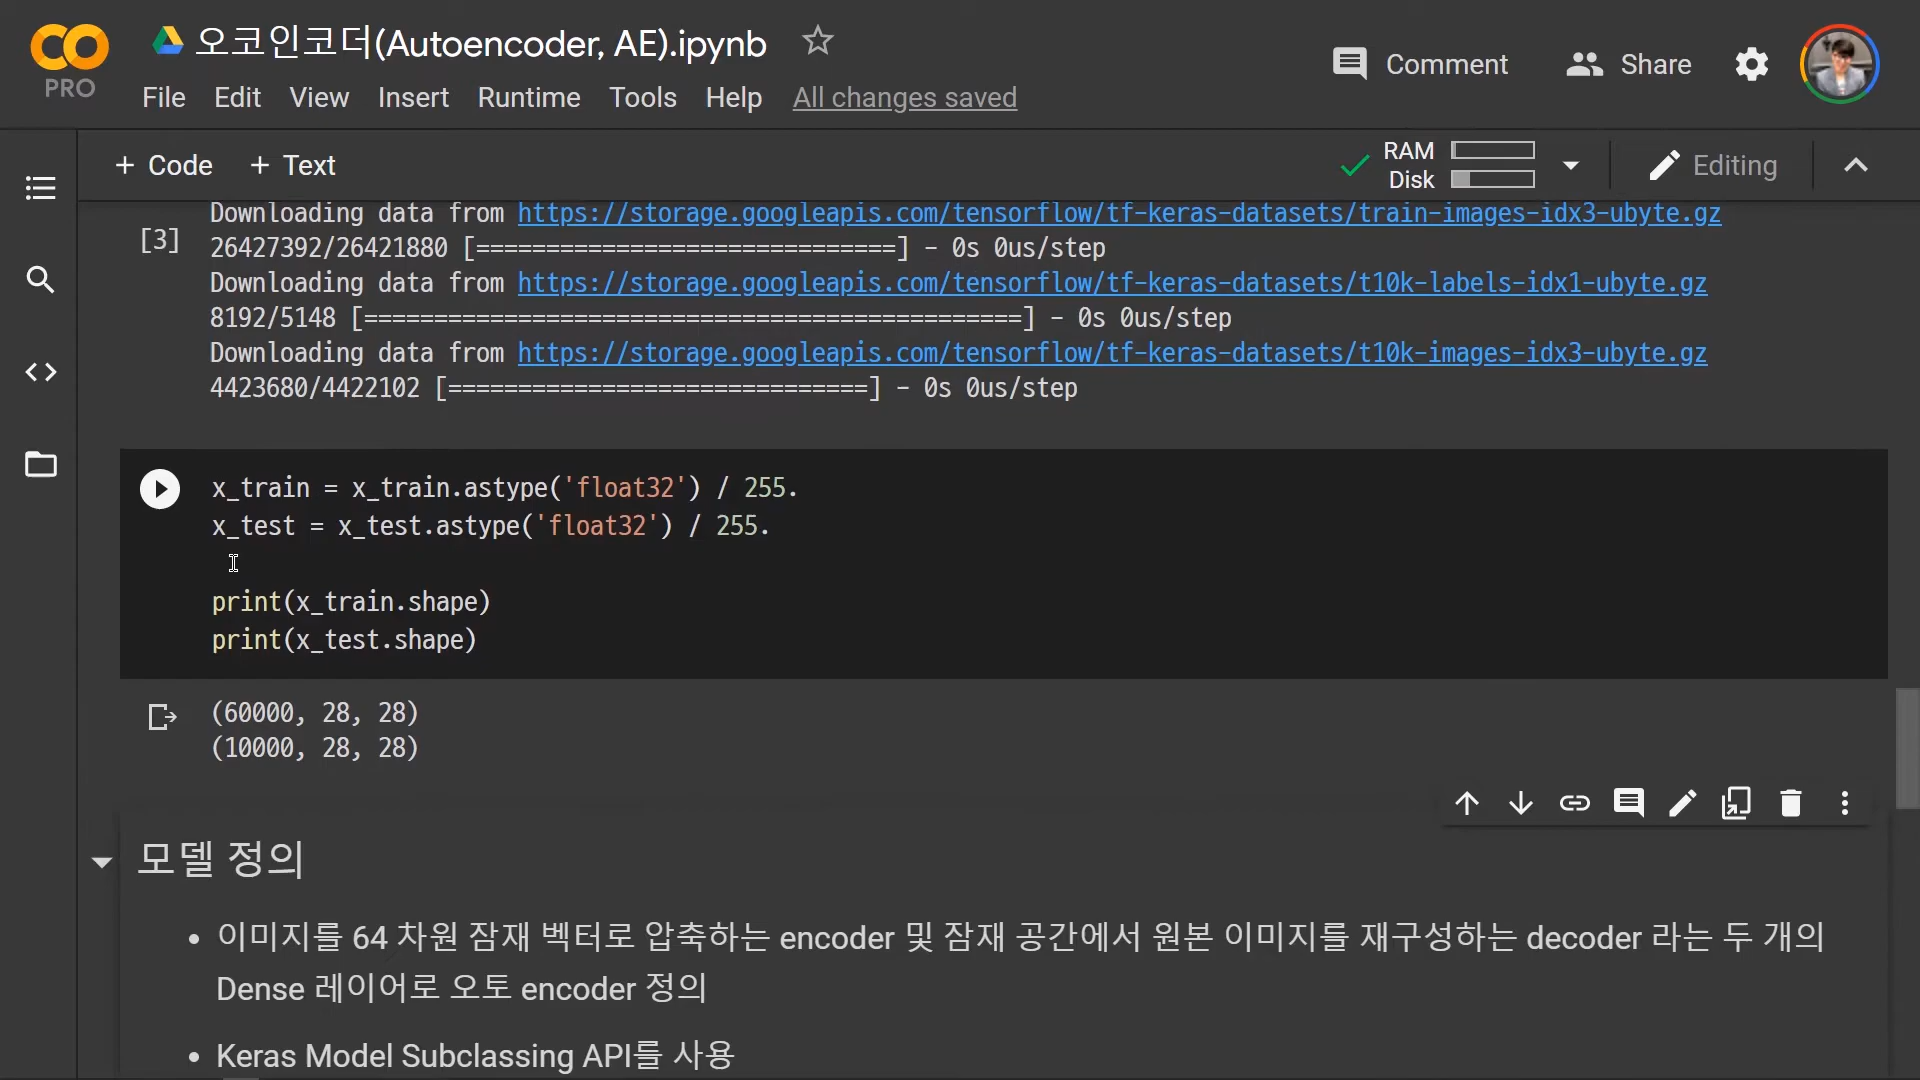 오코인코더(Autoencoder, AE).ipynb
PRO
File Edit View Insert Runtime Tools Help All changes saved
Comment Share
+ Code + Text
RAM
Disk
Editing
[3]
Downloading data from https://storage.googleapis.com/tensorflow/tf-keras-datasets/train-images-idx3-ubyte.gz
26427392/26421880 [==============================] - 0s 0us/step
Downloading data from https://storage.googleapis.com/tensorflow/tf-keras-datasets/t10k-labels-idx1-ubyte.gz
8192/5148 [===============================================] - 0s 0us/step
Downloading data from https://storage.googleapis.com/tensorflow/tf-keras-datasets/t10k-images-idx3-ubyte.gz
4423680/4422102 [==============================] - 0s 0us/step
x_train = x_train.astype('float32') / 255.
x_test = x_test.astype('float32') / 255.
print(x_train.shape)
print(x_test.shape)
(60000, 28, 28)
(10000, 28, 28)
모델 정의
• 이미지를 64 차원 잠재 벡터로 압축하는 encoder 및 잠재 공간에서 원본 이미지를 재구성하는 decoder 라는 두 개의
Dense 레이어로 오토 encoder 정의
• Keras Model Subclassing API를 사용